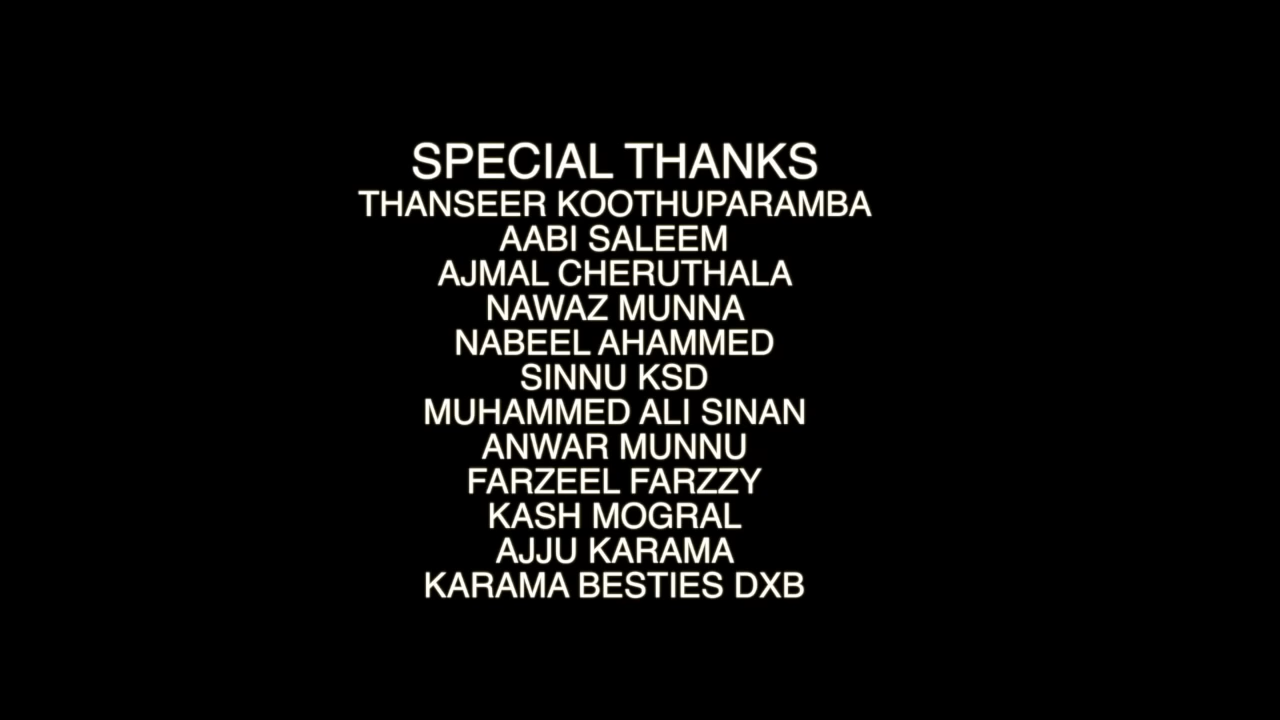 SPECIAL THANKS
THANSEER KOOTHUPARAMBA
AABI SALEEM
AJMAL CHERUTHALA
NAWAZ MUNNA
NABEEL AHAMMED
SINNU KSD
MUHAMMED ALI SINAN
ANWAR MUNNU
FARZEEL FARZZY
KASH MOGRAL
AJJU KARAMA
KARAMA BESTIES DXB